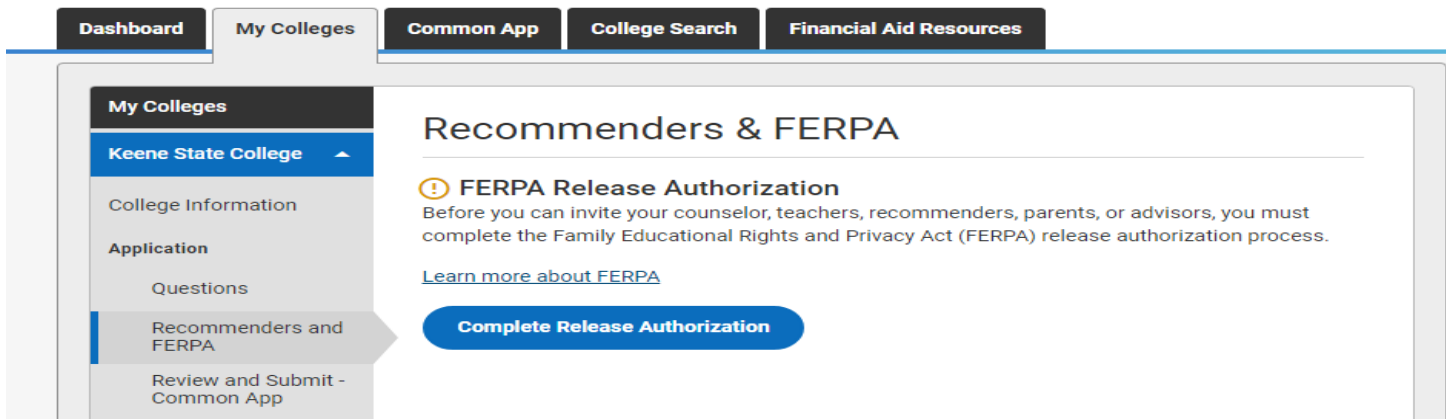 Dashboard
My Colleges
Common App
College Search
Financial Aid Resources
My Colleges
Keene State College
College Information
Application
Questions
Recommenders and
FERPA
Review and Submit -
Common App
Recommenders & FERPA
FERPA Release Authorization
Before you can invite your counselor, teachers, recommenders, parents, or advisors, you must
complete the Family Educational Rights and Privacy Act (FERPA) release authorization process.
Learn more about FERPA
Complete Release Authorization